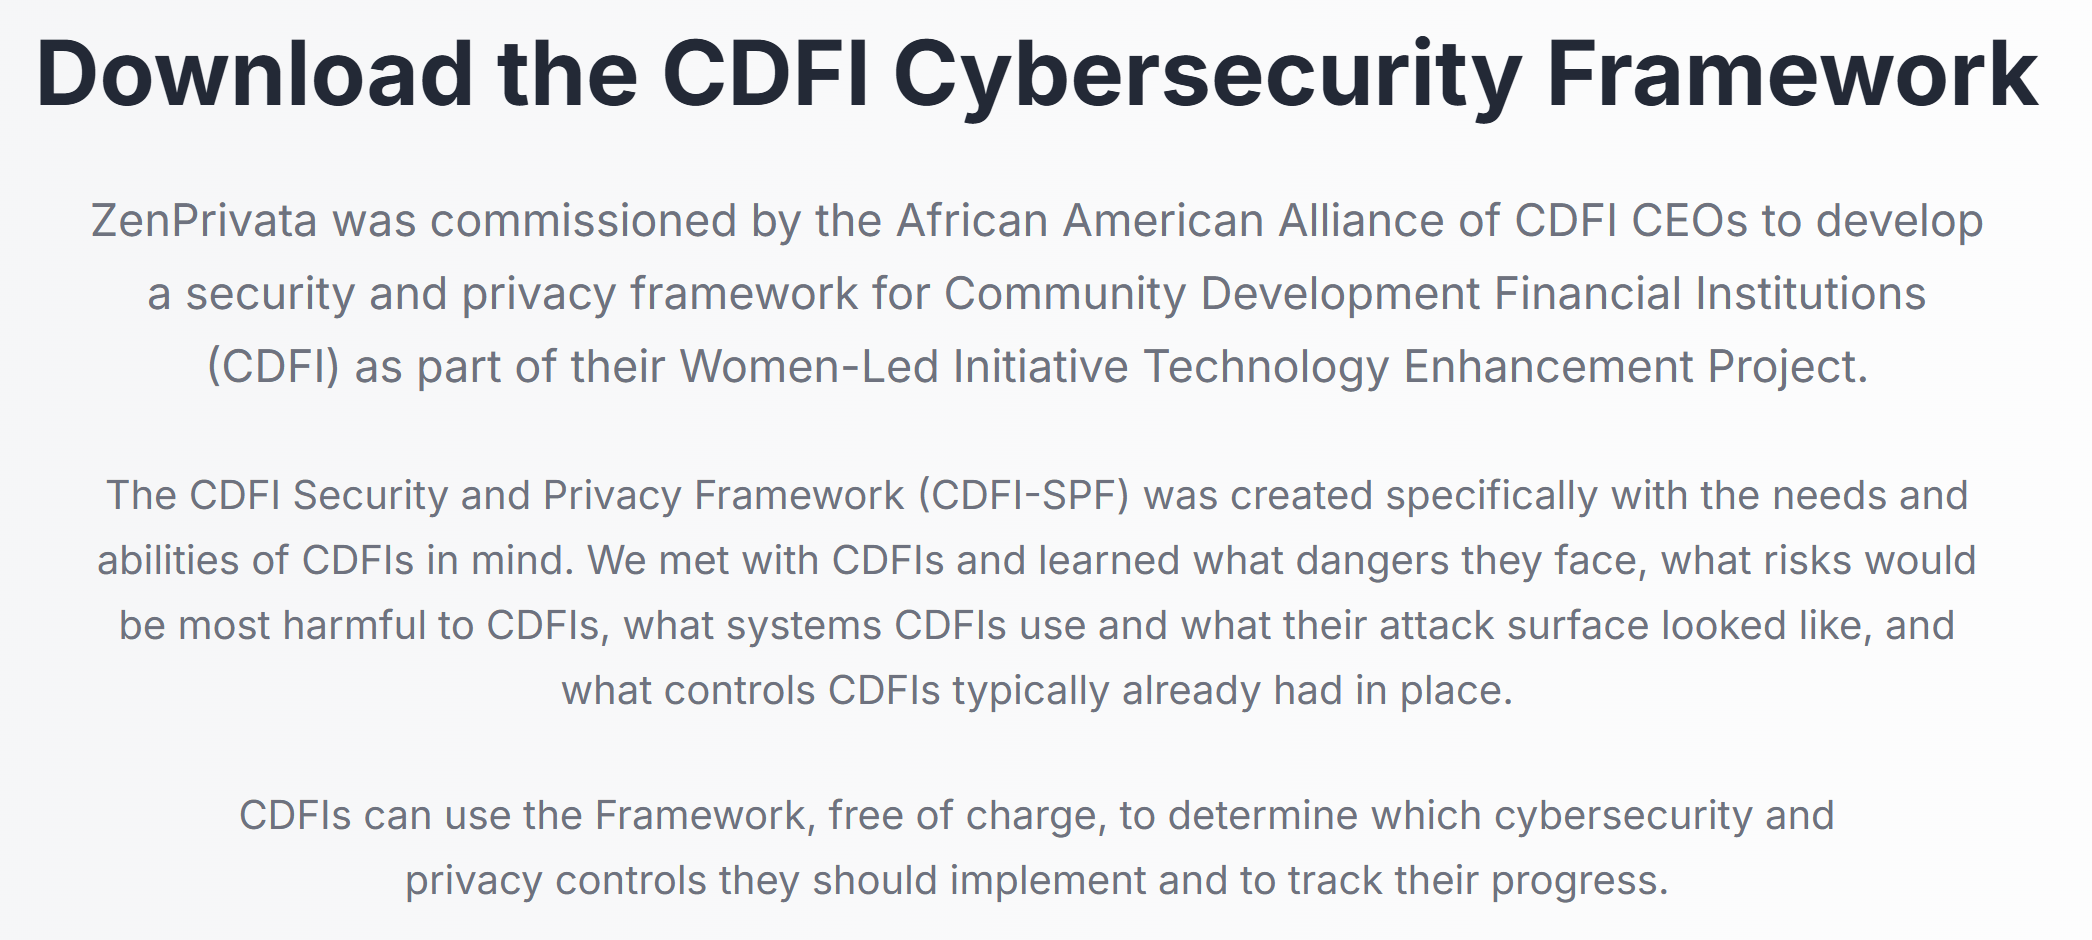 Download the CDFI Cybersecurity Framework
ZenPrivata was commissioned by the African American Alliance of CDFI CEOs to develop
a security and privacy framework for Community Development Financial Institutions
(CDFI) as part of their Women-Led Initiative Technology Enhancement Project.
The CDFI Security and Privacy Framework (CDFI-SPF) was created specifically with the needs and
abilities of CDFIs in mind. We met with CDFIs and learned what dangers they face, what risks would
be most harmful to CDFIs, what systems CDFIs use and what their attack surface looked like, and
what controls CDFIs typically already had in place.
CDFIs can use the Framework, free of charge, to determine which cybersecurity and
privacy controls they should implement and to track their progress.